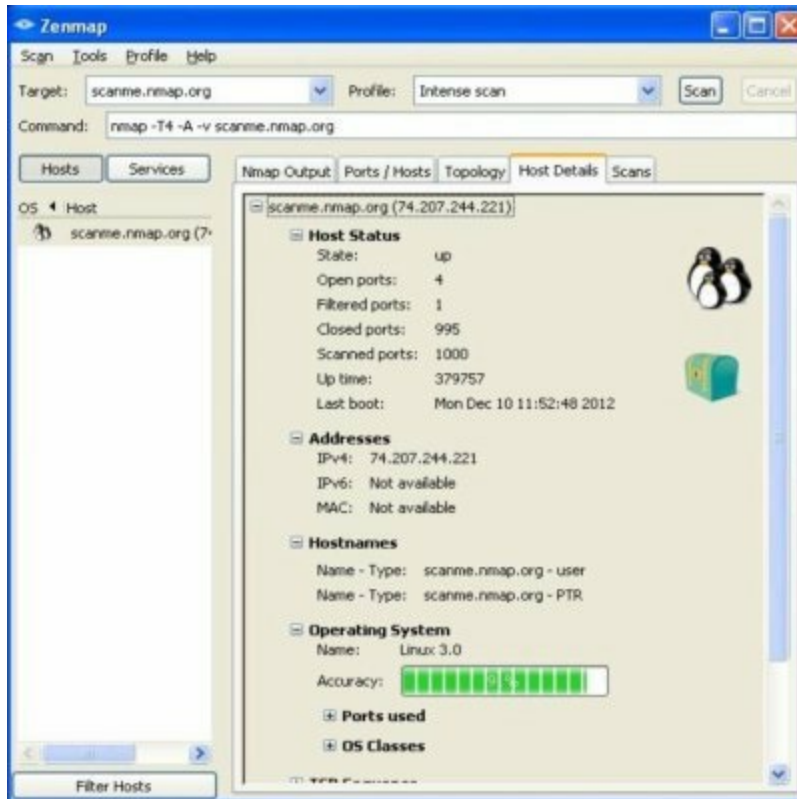 Zenmap
Scan Tools Profile Help
Target: scanme.nmap.org Profile: Intense scan Scan Cancel
Command: nmap -T4 -A -v scanme.nmap.org
Hosts Services Nmap Output Ports / Hosts Topology Host Details Scans
OS Host
scanme.nmap.org (7
scanme.nmap.org (74.207.244.221)
Host Status
State: up
Open ports: 4
Filtered ports: 1
Closed ports: 995
Scanned ports: 1000
Up time: 379757
Last boot: Mon Dec 10 11:52:48 2012
Addresses
IPv4: 74.207.244.221
IPv6: Not available
MAC: Not available
Hostnames
Name - Type: scanme.nmap.org - user
Name - Type: scanme.nmap.org - PTR
Operating System
Name: Linux 3.0
Accuracy:
Ports used
OS Classes
Filter Hosts